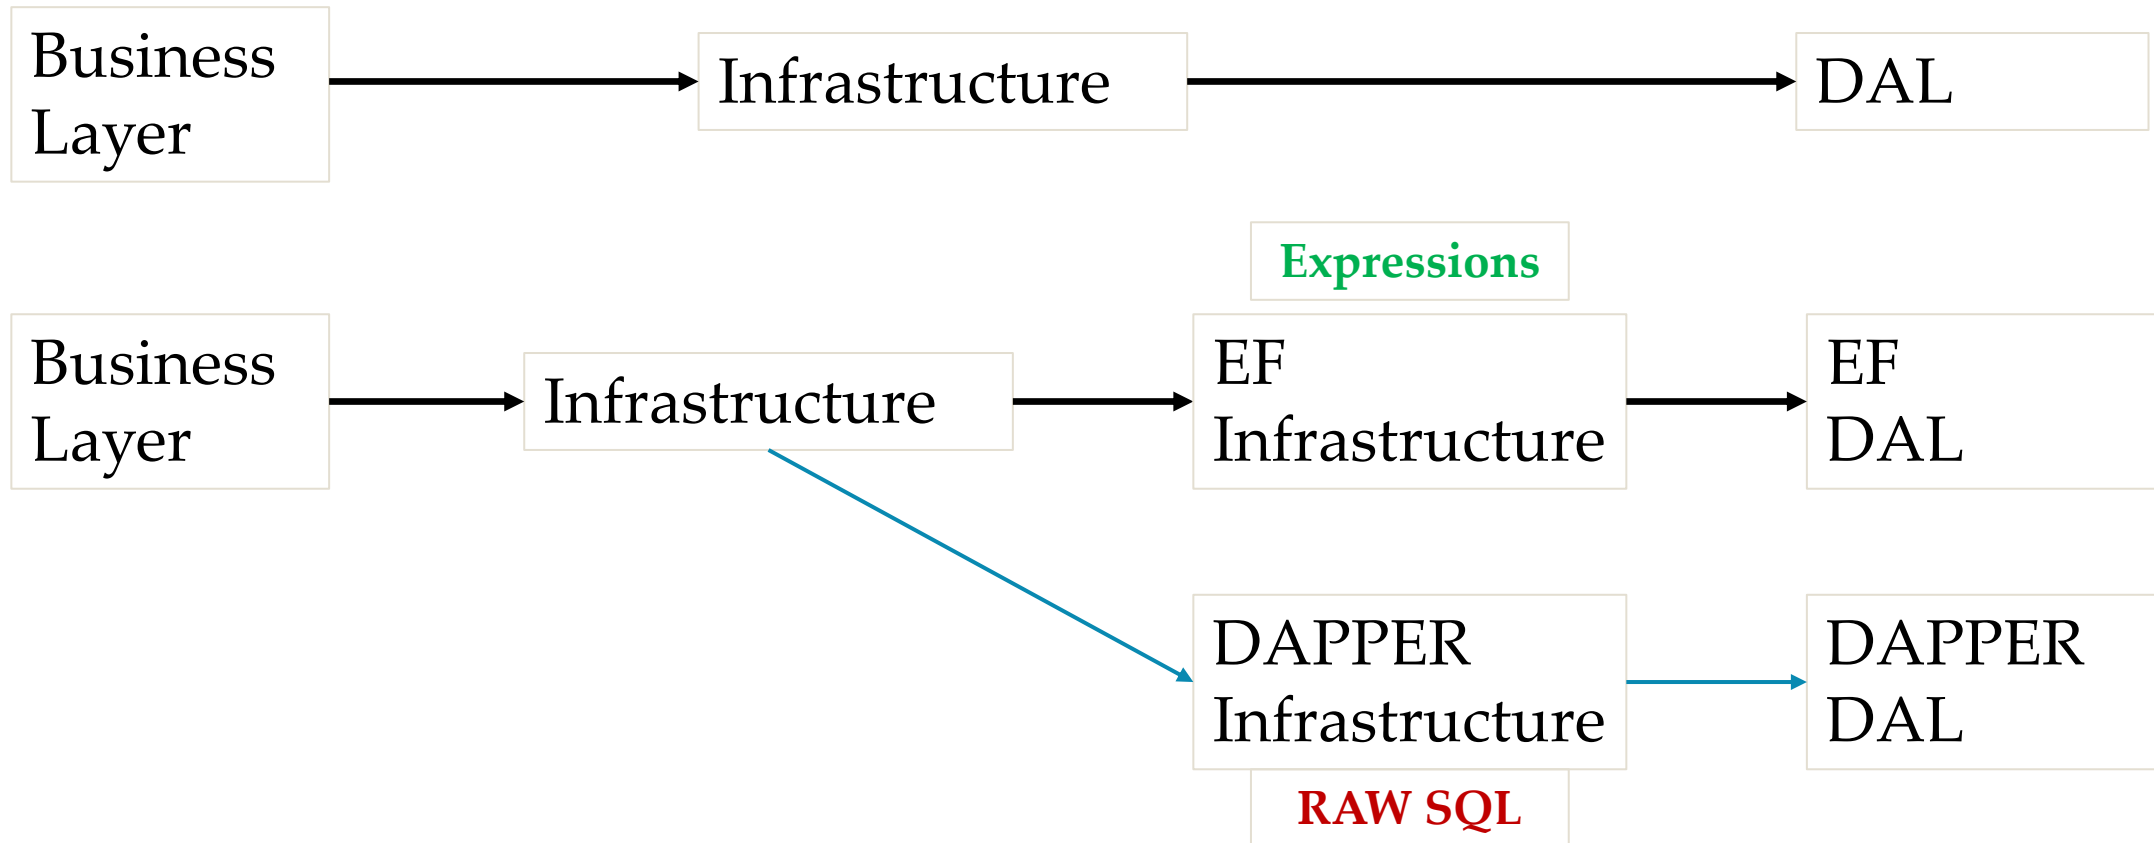 Business
Layer
Infrastructure
DAL
Expressions
Business
Layer
Infrastructure
EF
Infrastructure
EF
DAL
DAPPER
Infrastructure
DAPPER
DAL
RAW SQL